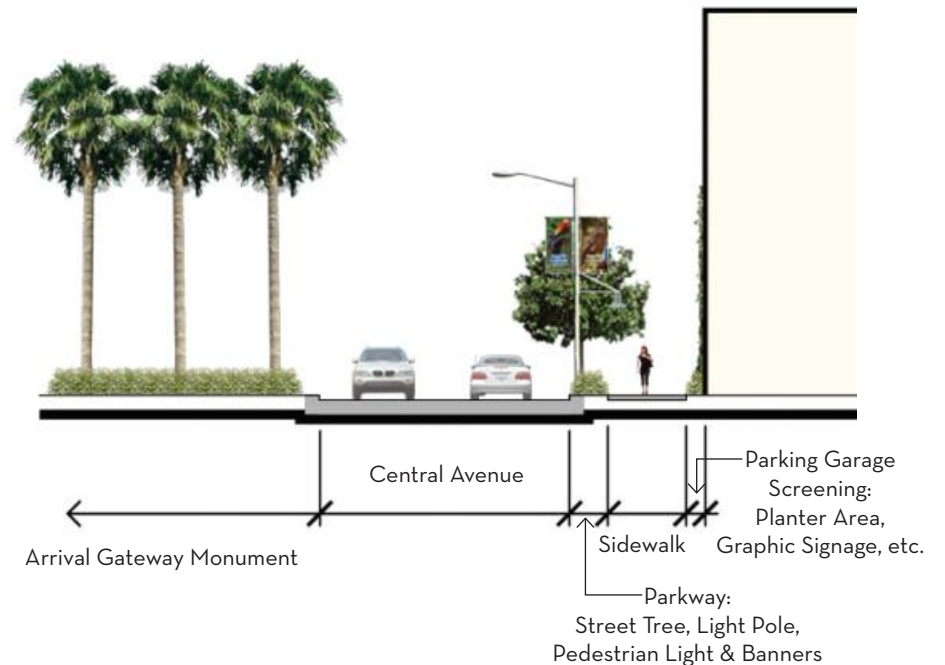 Central Avenue
Arrival Gateway Monument
Sidewalk
Parking Garage
Screening:
Planter Area,
Graphic Signage, etc.
Parkway:
Street Tree, Light Pole,
Pedestrian Light & Banners